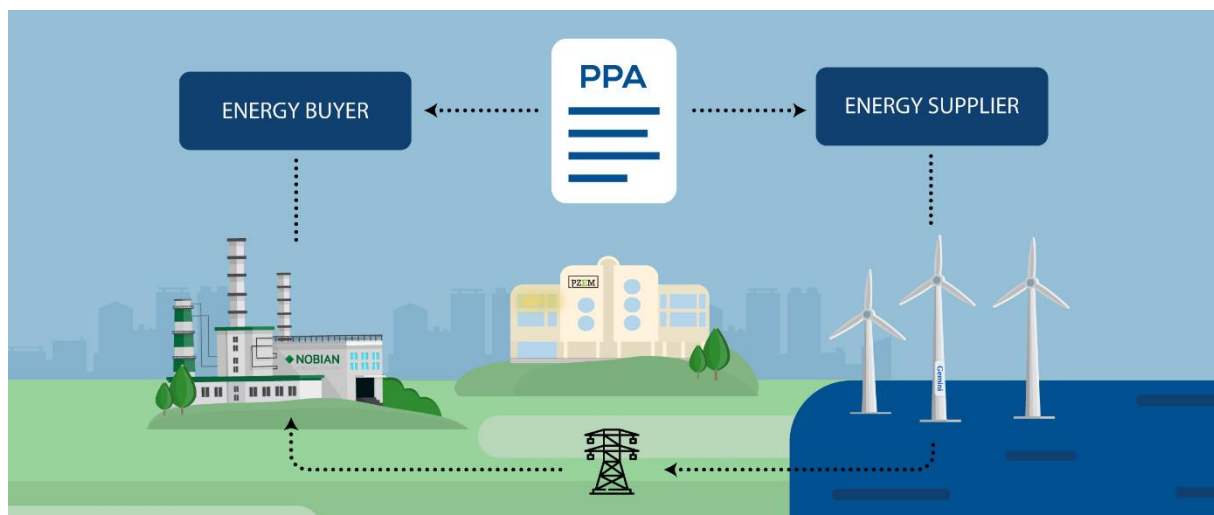 PPA
ENERGY BUYER
ENERGY SUPPLIER
PZEM
NOBIAN
Gemini